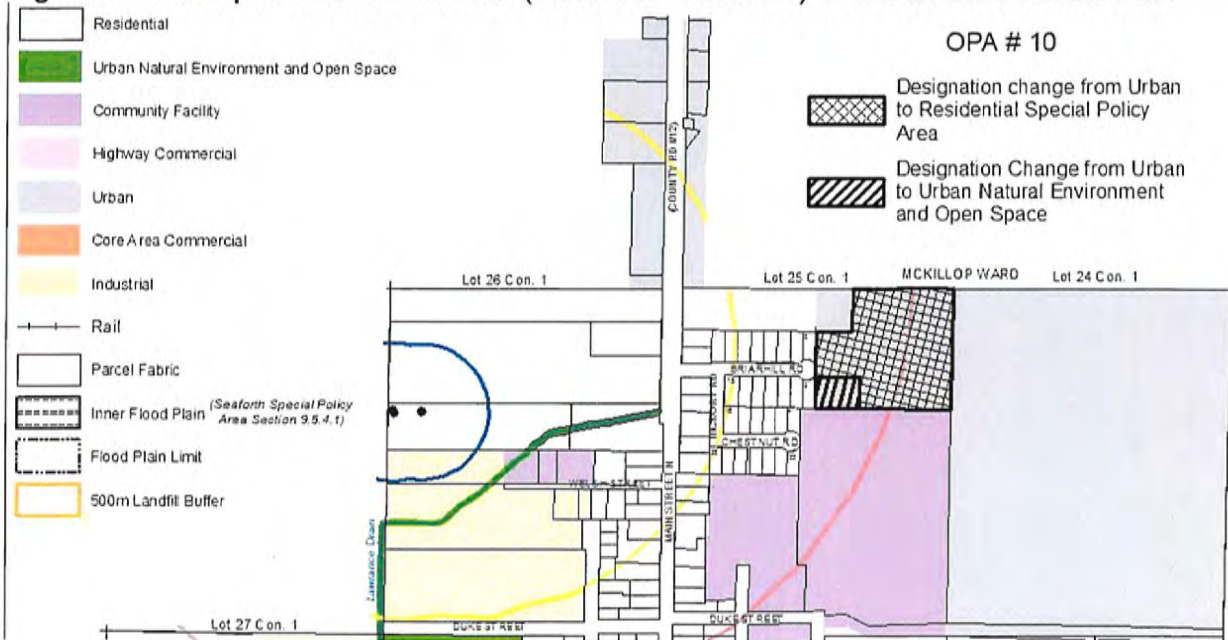 Residential
Urban Natural Environment and Open Space
Community Facility
Highway Commercial
Urban
Core Area Commercial
Industrial
Rail
Parcel Fabric
Inner Flood Plain (Seaforth Special Policy
Area Section 9.5.4.1)
Flood Plain Limit
500m Landfill Buffer
OPA # 10
Designation change from Urban
to Residential Special Policy
Area
Designation Change from Urban
to Urban Natural Environment
and Open Space
(COUNTY RD #12)
Lot 26 Con. 1
Lot 25 Con. 1
MCKILLOP WARD
Lot 24 Con. 1
BRIARHILL RD
CHESTNUT RD
MAIN STREET N
Lawrance Drain
Lot 27 Con. 1
DUKE STREET
DUKE STREET